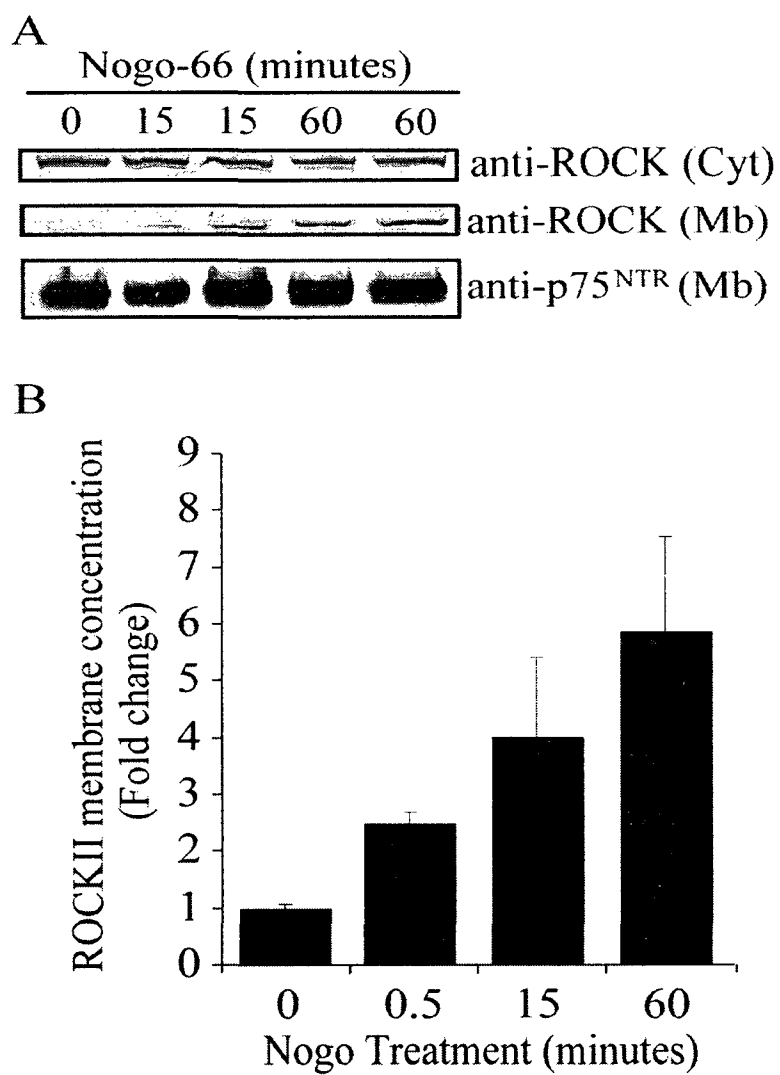 A
Nogo-66 (minutes)
0 15 15 60 60
anti-ROCK (Cyt)
anti-ROCK (Mb)
anti-p75NTR (Mb)
B
ROCKII membrane concentration
(Fold change)
9
8
7
6
5
4
3
2
1
0
0 0.5 15 60
Nogo Treatment (minutes)